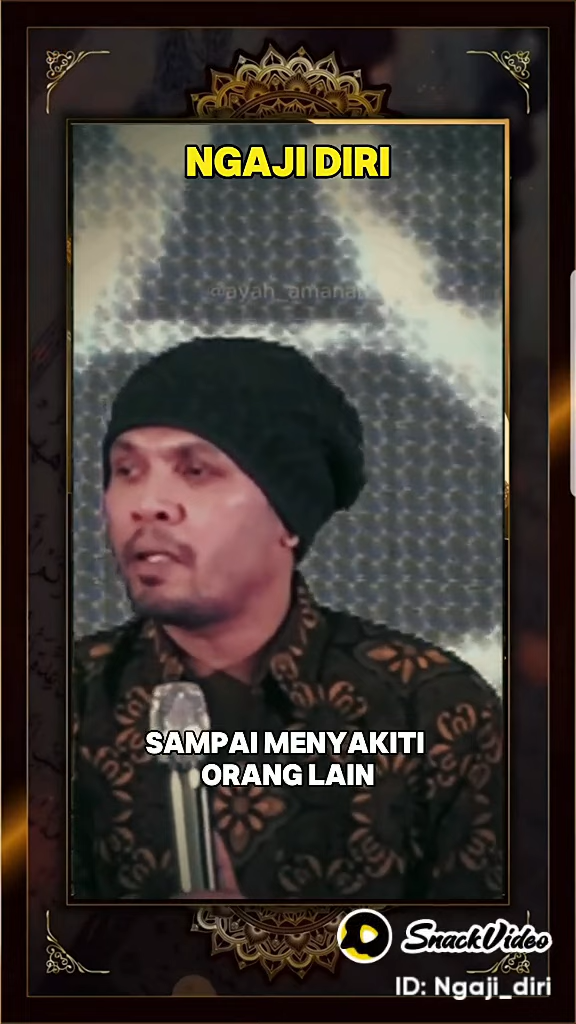 NGAJI DIRI
@ayah_amanah
SAMPAI MENYAKITI
ORANG LAIN
SnackVideo
ID: Ngaji_diri